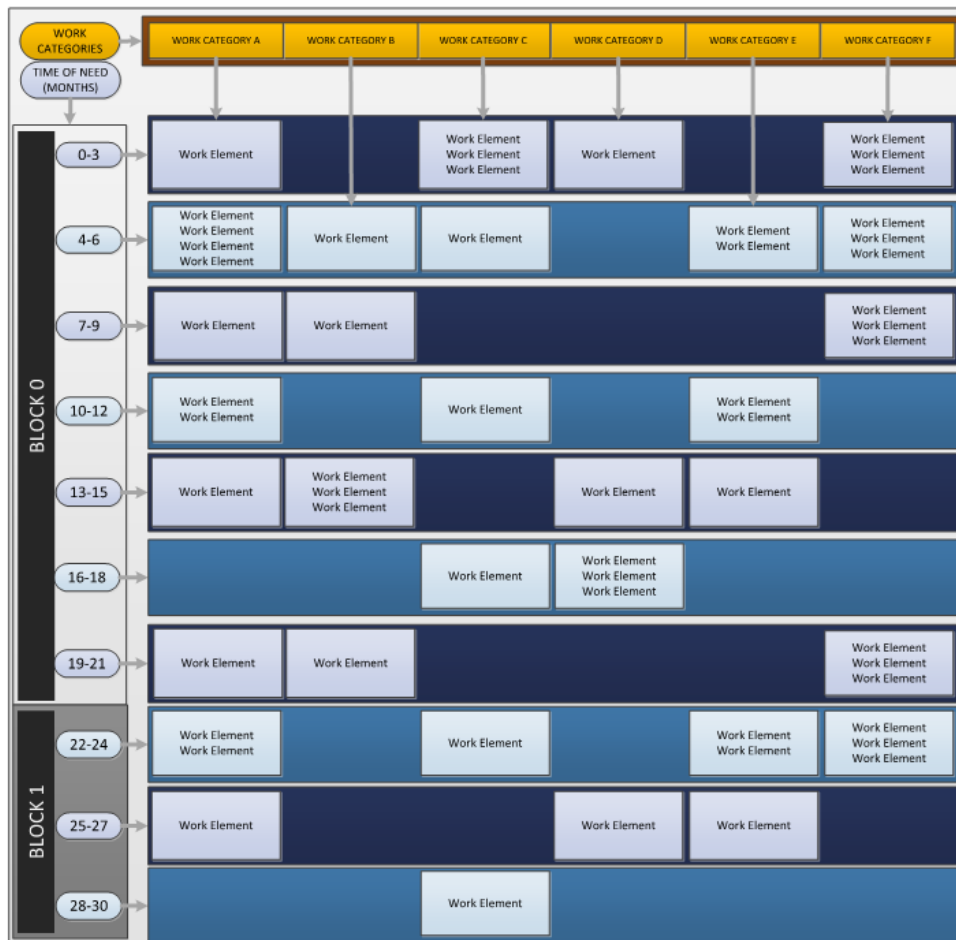 WORK
CATEGORIES
WORK CATEGORY A
WORK CATEGORY B
WORK CATEGORY C
WORK CATEGORY D
WORK CATEGORY E
WORK CATEGORY F
TIME OF NEED
(MONTHS)
BLOCK 0
0-3
Work Element
Work Element
Work Element
Work Element
Work Element
Work Element
Work Element
Work Element
4-6
Work Element
Work Element
Work Element
Work Element
Work Element
Work Element
Work Element
Work Element
Work Element
Work Element
Work Element
7-9
Work Element
Work Element
Work Element
Work Element
Work Element
10-12
Work Element
Work Element
Work Element
Work Element
Work Element
13-15
Work Element
Work Element
Work Element
Work Element
Work Element
Work Element
16-18
Work Element
Work Element
Work Element
Work Element
19-21
Work Element
Work Element
Work Element
Work Element
Work Element
BLOCK 1
22-24
Work Element
Work Element
Work Element
Work Element
Work Element
Work Element
Work Element
Work Element
25-27
Work Element
Work Element
Work Element
28-30
Work Element